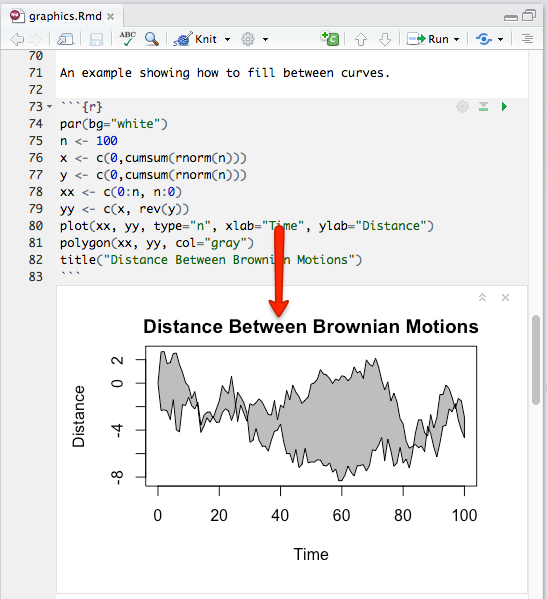 graphics.Rmd
ABC Knit Run
70
71 An example showing how to fill between curves.
72
73 ```{r}
74 par(bg="white")
75 n <- 100
76 x <- c(0,cumsum(rnorm(n)))
77 y <- c(0,cumsum(rnorm(n)))
78 xx <- c(0:n, n:0)
79 yy <- c(x, rev(y))
80 plot(xx, yy, type="n", xlab="Time", ylab="Distance")
81 polygon(xx, yy, col="gray")
82 title("Distance Between Brownian Motions")
83 ```
Distance Between Brownian Motions
Distance
2
0
-4
-8
0 20 40 60 80 100
Time